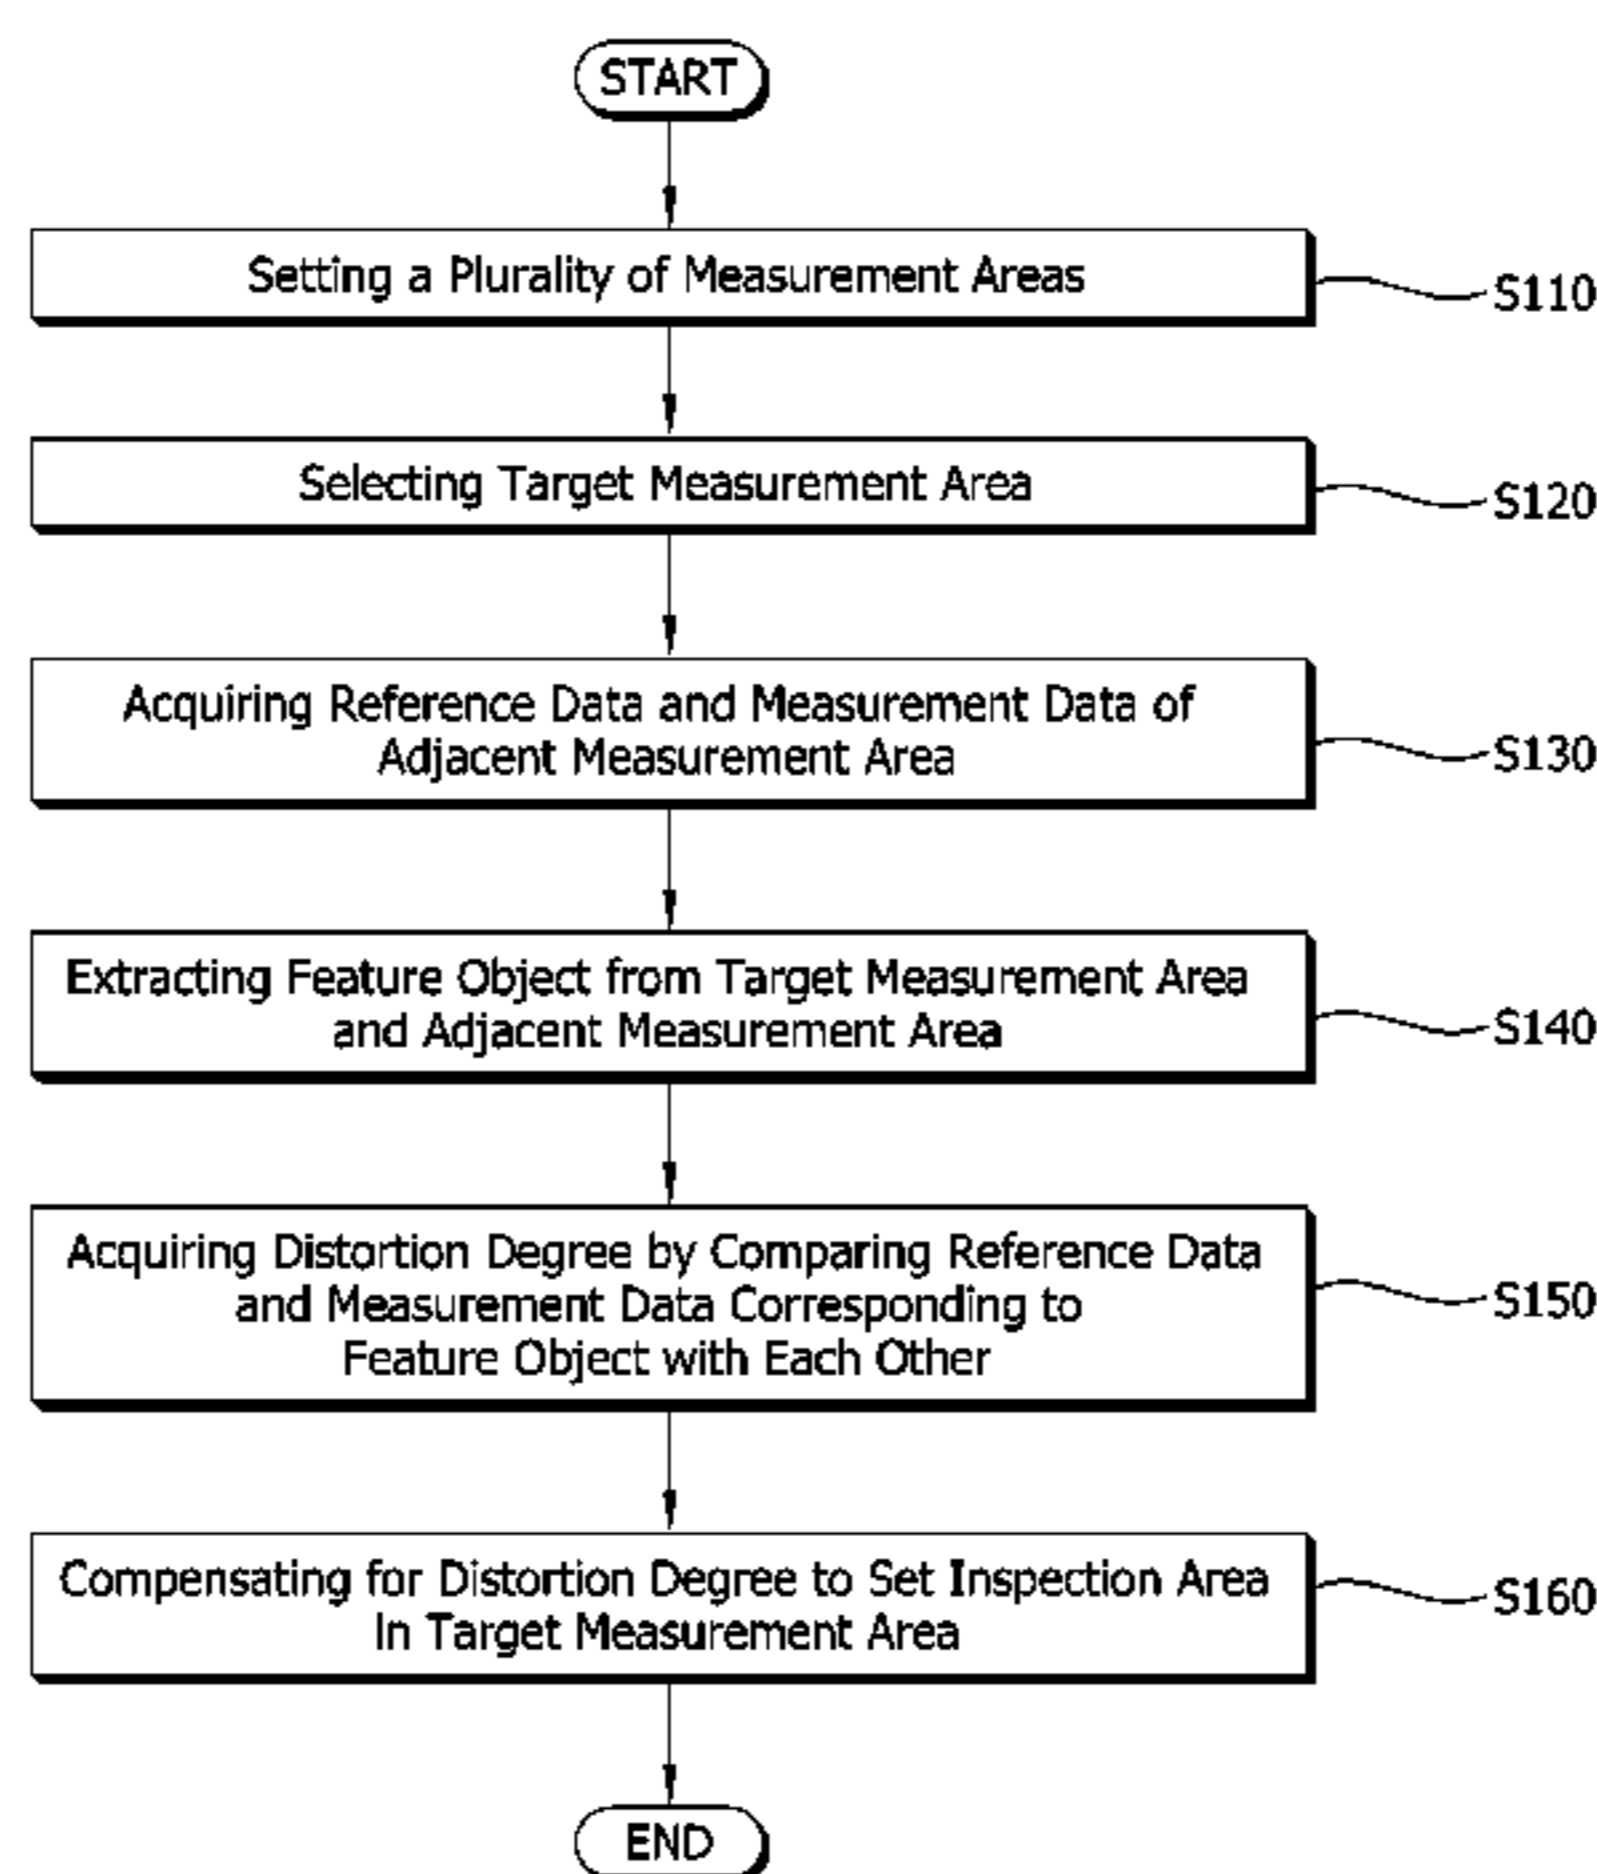 START
Setting a Plurality of Measurement Areas
S110
Selecting Target Measurement Area
S120
Acquiring Reference Data and Measurement Data of
Adjacent Measurement Area
S130
Extracting Feature Object from Target Measurement Area
and Adjacent Measurement Area
S140
Acquiring Distortion Degree by Comparing Reference Data
and Measurement Data Corresponding to
Feature Object with Each Other
S150
Compensating for Distortion Degree to Set Inspection Area
In Target Measurement Area
S160
END